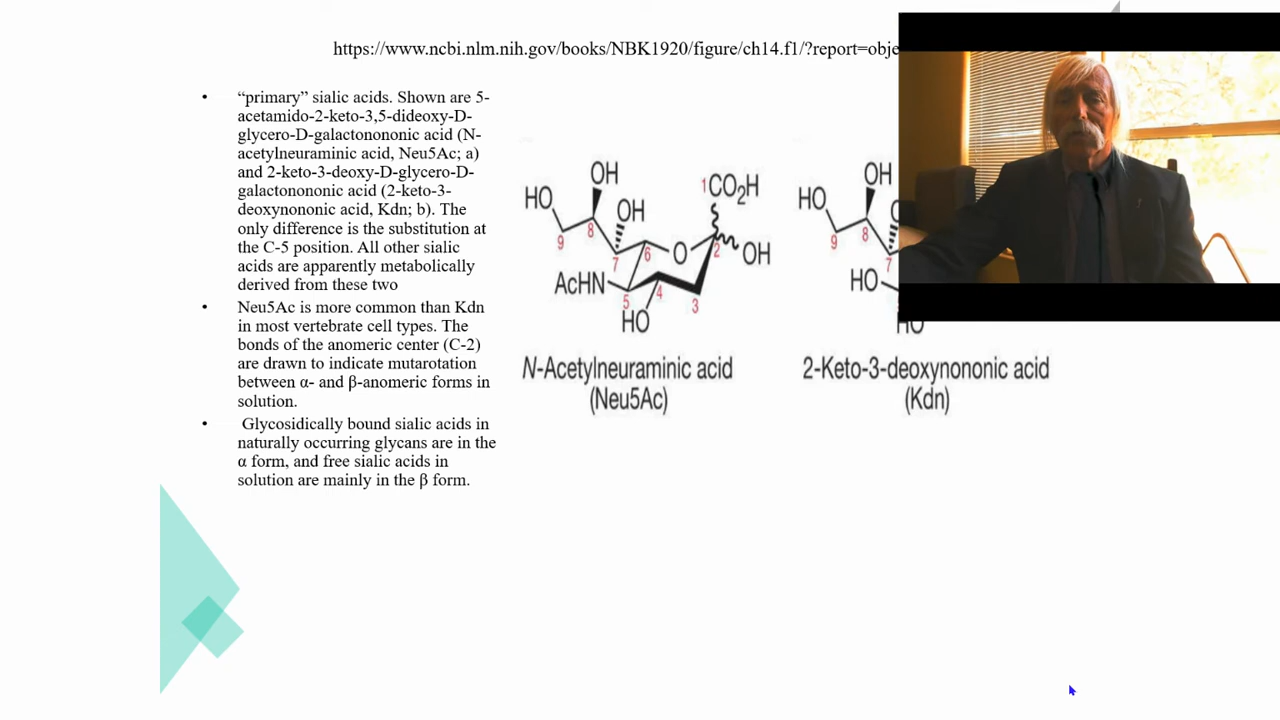 https://www.ncbi.nlm.nih.gov/books/NBK1920/figure/ch14.f1/?report=obje
• “primary” sialic acids. Shown are 5-
acetamido-2-keto-3,5-dideoxy-D-
glycero-D-galactononic acid (N-
acetylneuraminic acid, Neu5Ac; a)
and 2-keto-3-deoxy-D-glycero-D-
galactonononic acid (2-keto-3-
deoxynononic acid, Kdn; b). The
only difference is the substitution at
the C-5 position. All other sialic
acids are apparently metabolically
derived from these two
• Neu5Ac is more common than Kdn
in most vertebrate cell types. The
bonds of the anomeric center (C-2)
are drawn to indicate mutarotation
between α- and β-anomeric forms in
solution.
• Glycosidically bound sialic acids in
naturally occurring glycans are in the
α form, and free sialic acids in
solution are mainly in the β form.
OH
HO
OH
1CO₂H
9
8
7
6
O
2
OH
AcHN
5
4
3
HO
N-Acetylneuraminic acid
(Neu5Ac)
OH
HO
9
8
7
HO
HO
2-Keto-3-deoxynononic acid
(Kdn)